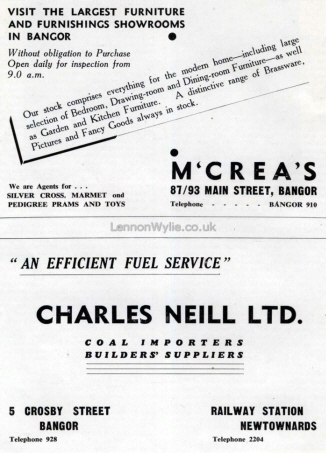 VISIT THE LARGEST FURNITURE
AND FURNISHINGS SHOWROOMS
IN BANGOR
Without obligation to Purchase
Open daily for inspection from
9.0 a.m.
Our stock comprises everything for the modern home—including large
selection of Bedroom, Drawing-room and Dining-room Furniture—as well
as Garden and Kitchen Furniture. A distinctive range of Brassware,
Pictures and Fancy Goods always in stock.
M'CREA'S
87/93 MAIN STREET, BANGOR
Telephone - - - - - BANGOR 910
We are Agents for . . .
SILVER CROSS, MARMET and
PEDIGREE PRAMS AND TOYS
LennonWylie.co.uk
"AN EFFICIENT FUEL SERVICE"
CHARLES NEILL LTD.
COAL IMPORTERS
BUILDERS' SUPPLIERS
5 CROSBY STREET
BANGOR
Telephone 928
RAILWAY STATION
NEWTOWNARDS
Telephone 2204